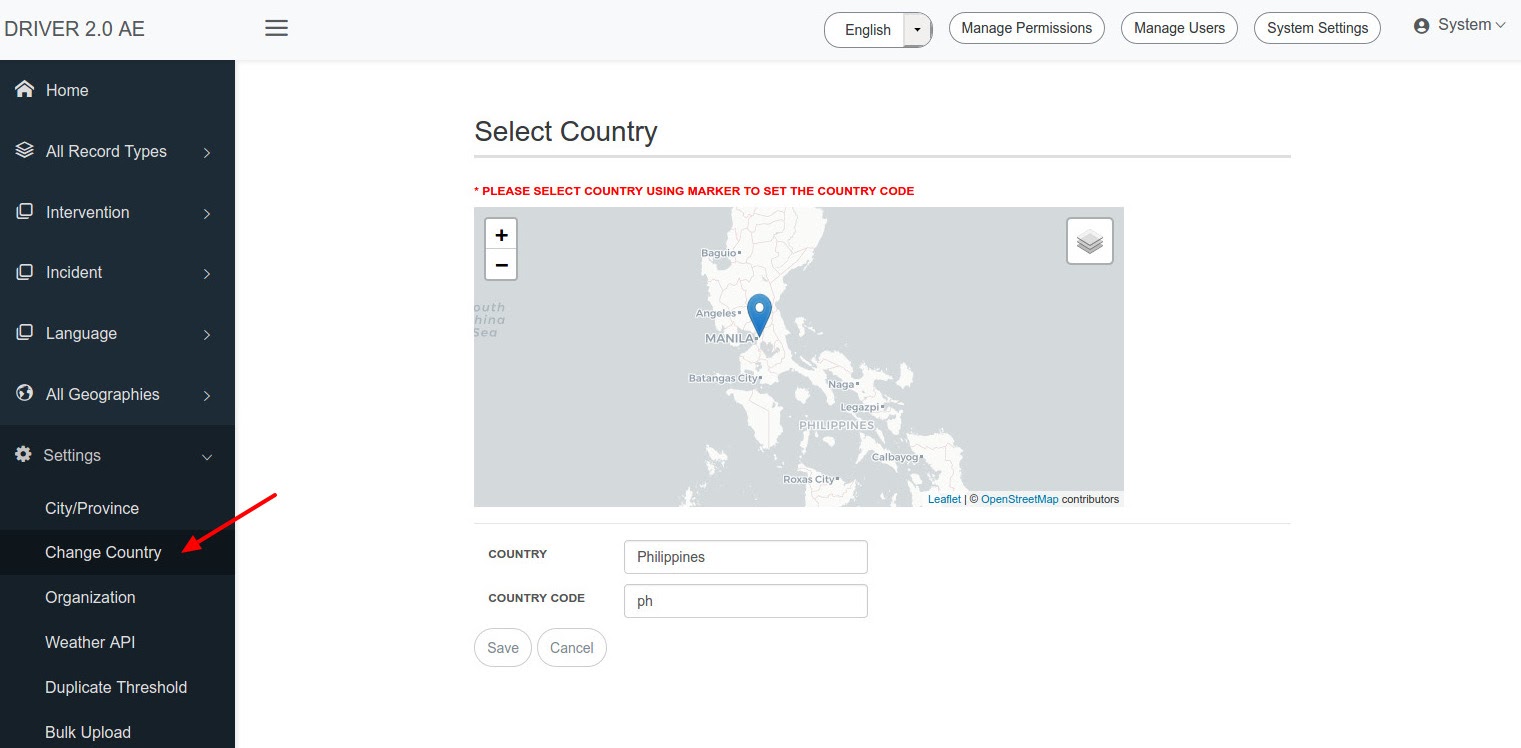 DRIVER 2.0 AE
English
Manage Permissions
Manage Users
System Settings
System
Home
All Record Types
Intervention
Incident
Language
All Geographies
Settings
City/Province
Change Country
Organization
Weather API
Duplicate Threshold
Bulk Upload
Select Country
* PLEASE SELECT COUNTRY USING MARKER TO SET THE COUNTRY CODE
+
−
Baguio
outh
hina
Sea
Angeles
MANILA
Batangas City
Naga
Legazpi
PHILIPPINES
Calbayog
Roxas City
Leaflet | © OpenStreetMap contributors
COUNTRY
Philippines
COUNTRY CODE
ph
Save
Cancel